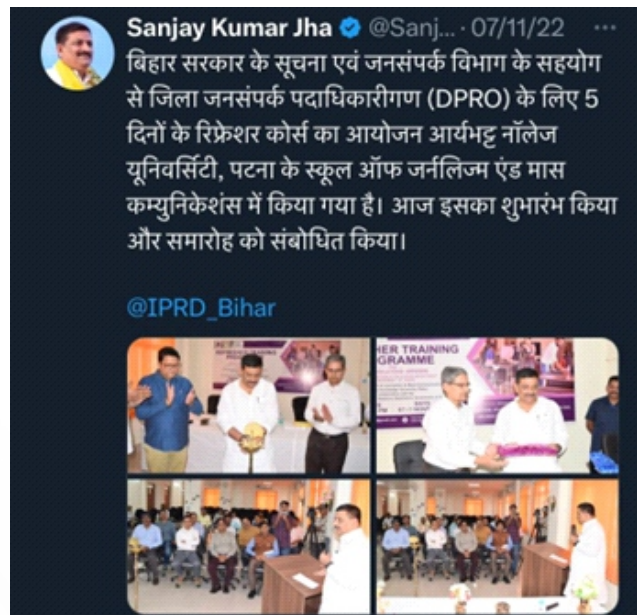 Sanjay Kumar Jha @Sanj... · 07/11/22 ...
बिहार सरकार के सूचना एवं जनसंपर्क विभाग के सहयोग
से जिला जनसंपर्क पदाधिकारीगण (DPRO) के लिए 5
दिनों के रिफ्रेशर कोर्स का आयोजन आर्यभट्ट नॉलेज
यूनिवर्सिटी, पटना के स्कूल ऑफ जर्नलिज्म एंड मास
कम्युनिकेशंस में किया गया है। आज इसका शुभारंभ किया
और समारोह को संबोधित किया।
@IPRD_Bihar
HER TRAINING
GRAMME